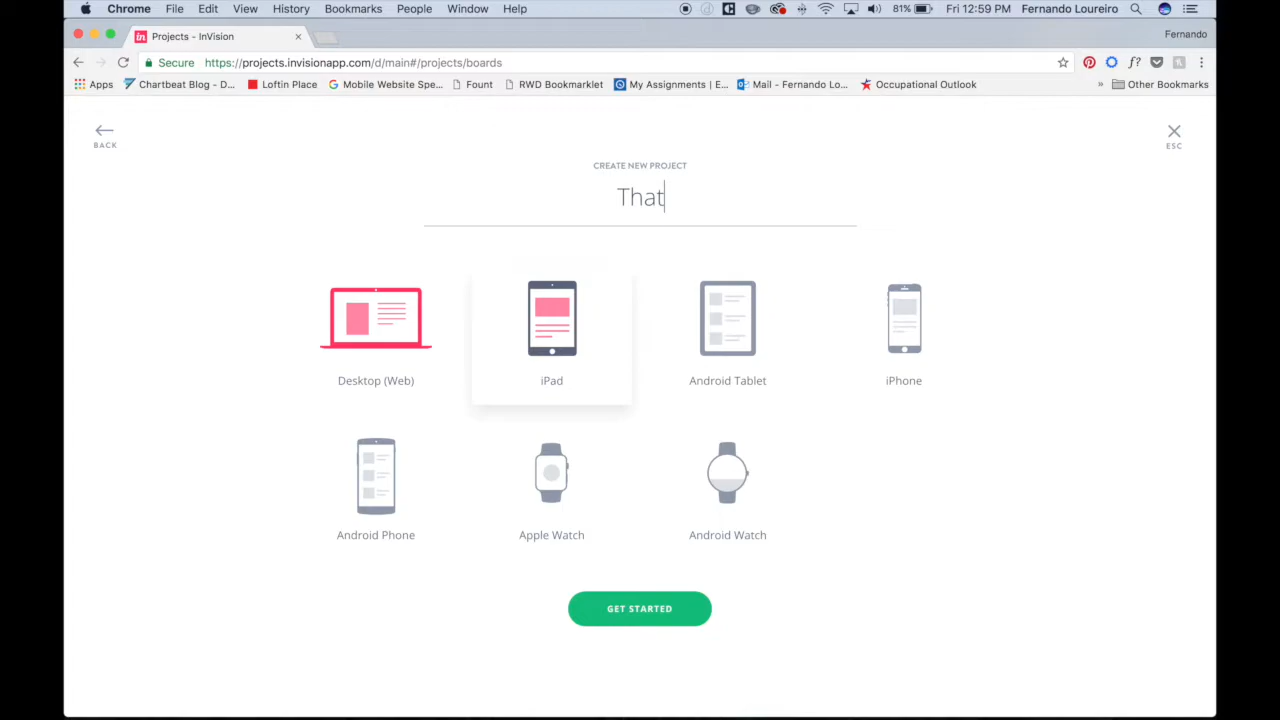 Chrome File Edit View History Bookmarks People Window Help 81% Fri 12:59 PM Fernando Loureiro
in Projects - InVision Fernando
Secure https://projects.invisionapp.com/d/main#/projects/boards f?
Apps Chartbeat Blog - D... Loftin Place Mobile Website Spe... Fount RWD Bookmarklet My Assignments | E... Mail - Fernando Lo... Occupational Outlook » Other Bookmarks
BACK ESC
CREATE NEW PROJECT
That
Desktop (Web) iPad Android Tablet iPhone
Android Phone Apple Watch Android Watch
GET STARTED